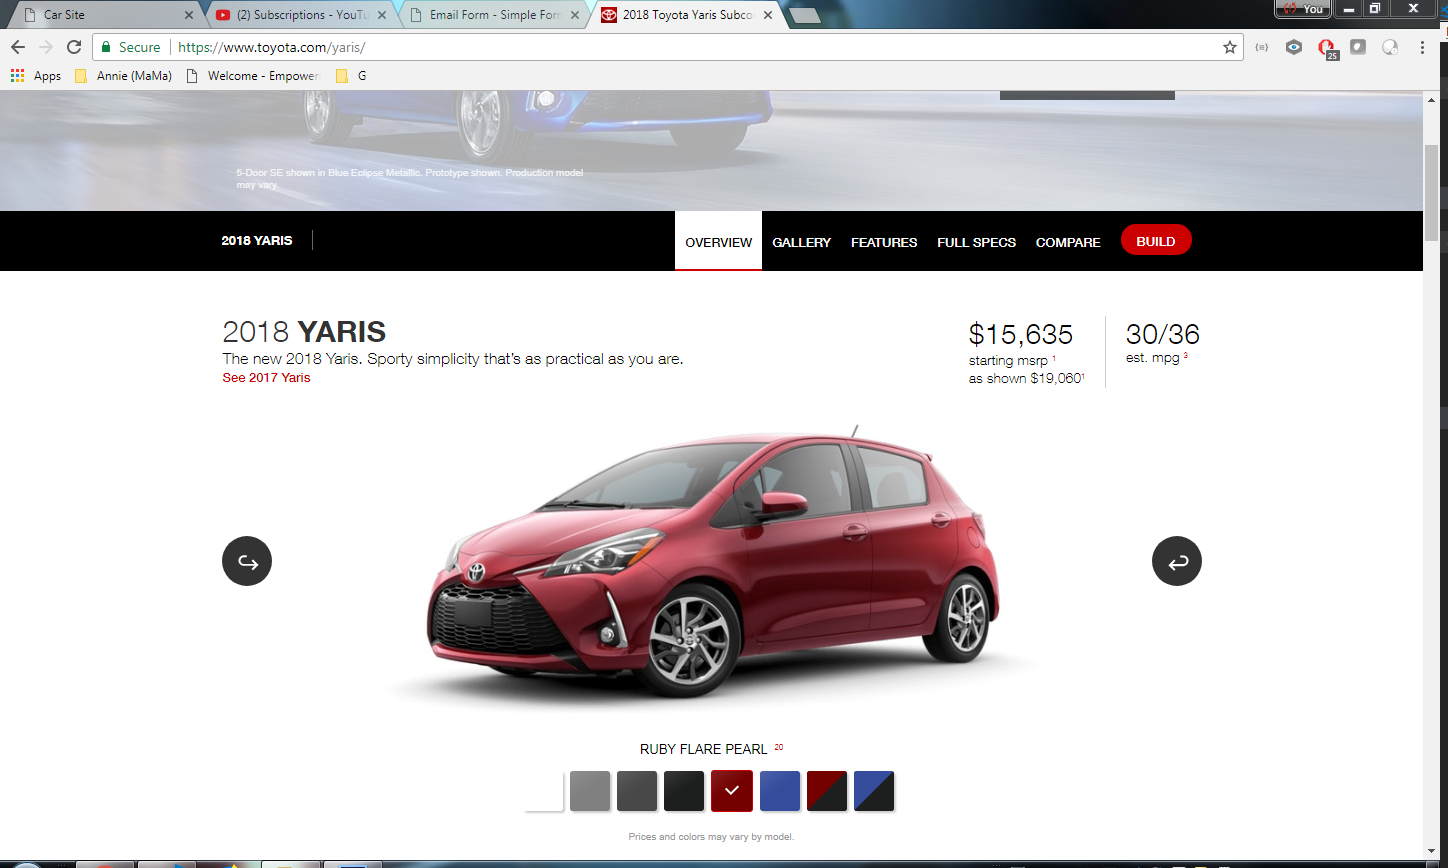 Car Site
(2) Subscriptions - YouTu
Email Form - Simple Form
2018 Toyota Yaris Subco
You
Secure
https://www.toyota.com/yaris/
25
Apps
Annie (MaMa)
Welcome - Empower
G
5-Door SE shown in Blue Eclipse Metallic. Prototype shown. Production model
may vary.
2018 YARIS
OVERVIEW
GALLERY
FEATURES
FULL SPECS
COMPARE
BUILD
2018 YARIS
The new 2018 Yaris. Sporty simplicity that's as practical as you are.
See 2017 Yaris
$15,635
starting msrp 1
as shown $19,060 1
30/36
est. mpg 3
RUBY FLARE PEARL 20
Prices and colors may vary by model.